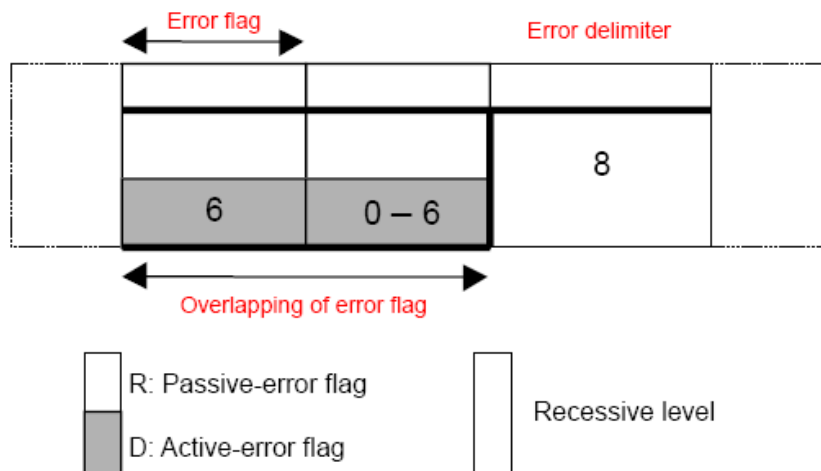 Error flag
Error delimiter
8
6
0 – 6
Overlapping of error flag
R: Passive-error flag
Recessive level
D: Active-error flag